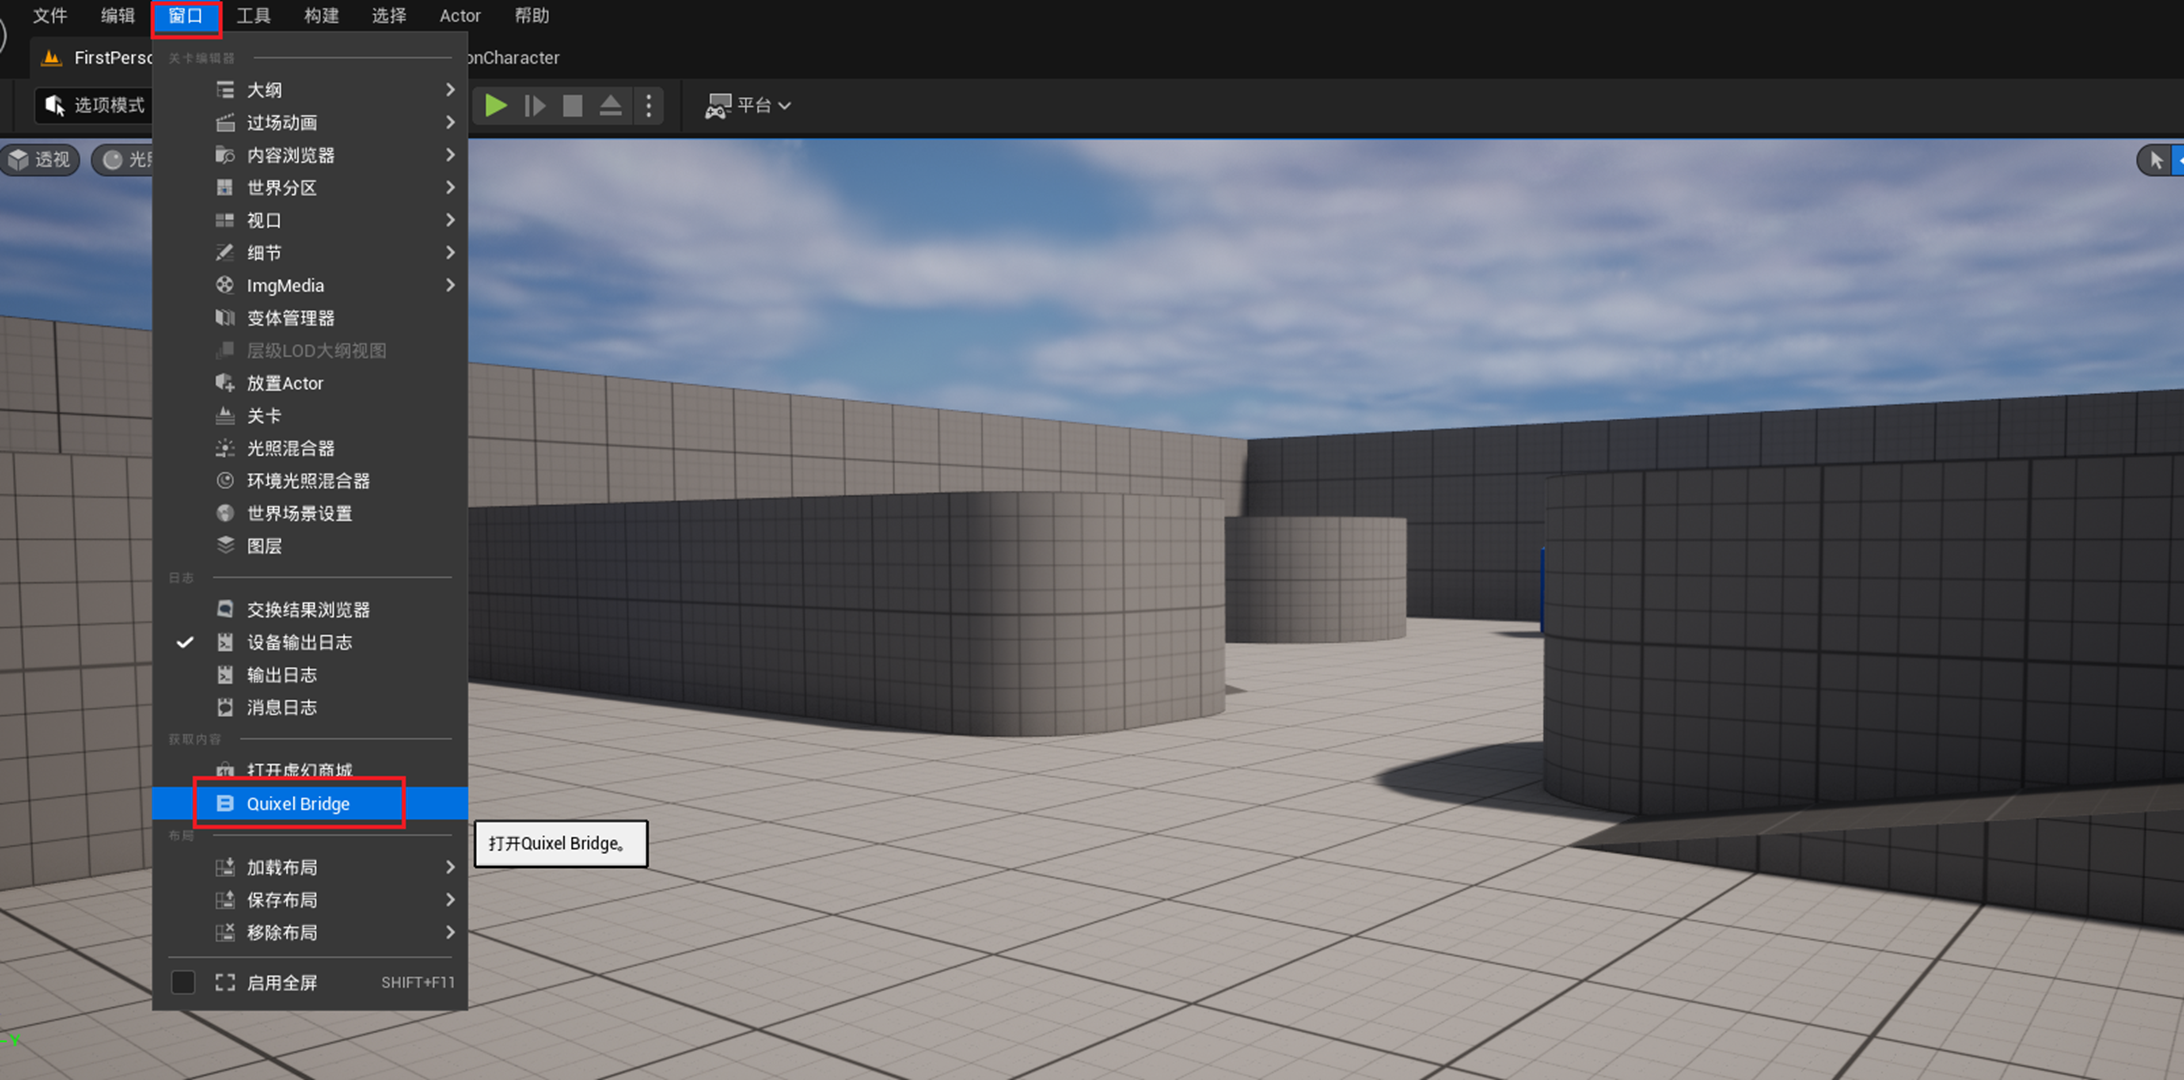 文件 编辑 窗口 工具 构建 选择 Actor 帮助
FirstPerso onCharacter
选项模式 平台
透视 光照
关卡编辑器
大纲
过场动画
内容浏览器
世界分区
视口
细节
ImgMedia
变体管理器
层级LOD大纲视图
放置Actor
关卡
光照混合器
环境光照混合器
世界场景设置
图层
日志
交换结果浏览器
设备输出日志
输出日志
消息日志
获取内容
打开虚幻商城
Quixel Bridge
打开Quixel Bridge。
布局
加载布局
保存布局
移除布局
启用全屏 SHIFT+F11